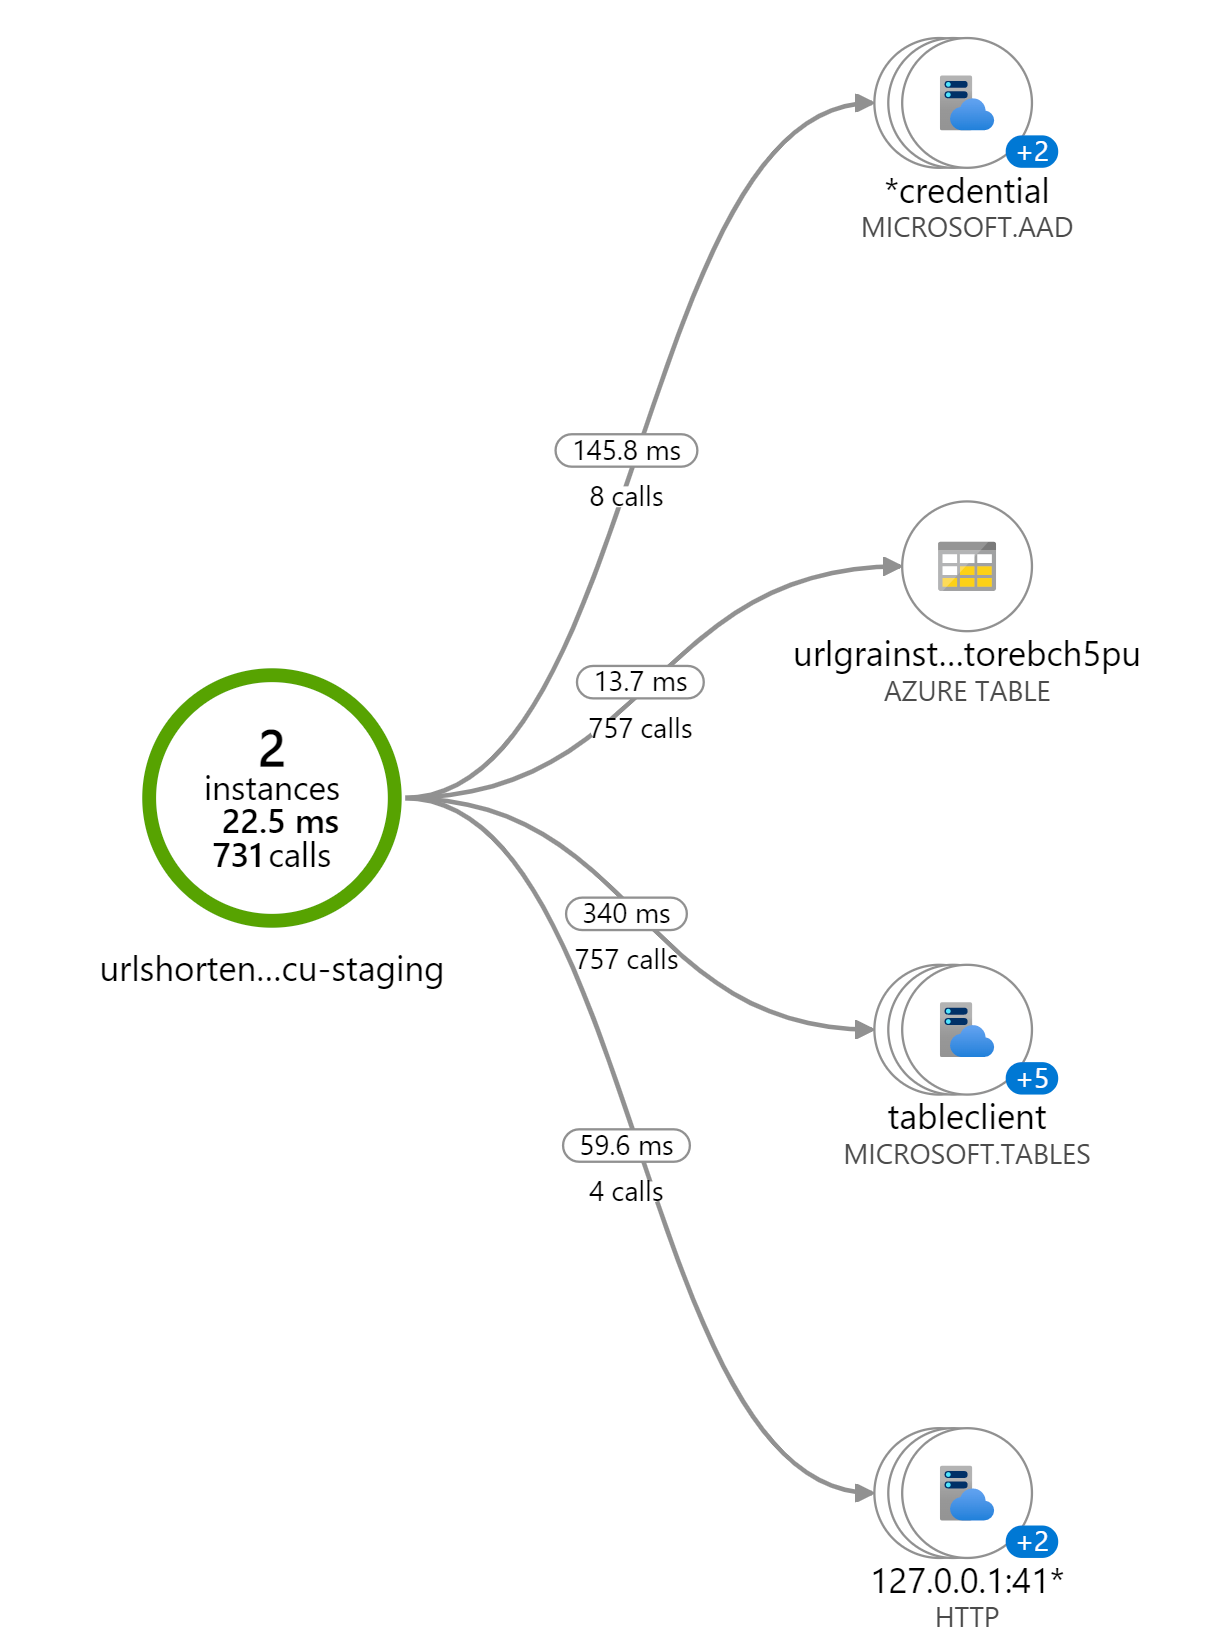 +2
*credential
MICROSOFT.AAD
145.8 ms
8 calls
urlgrainst...torebch5pu
AZURE TABLE
13.7 ms
757 calls
2
instances
22.5 ms
731 calls
urlshorten...cu-staging
340 ms
757 calls
+5
tableclient
MICROSOFT.TABLES
59.6 ms
4 calls
+2
127.0.0.1:41*
HTTP